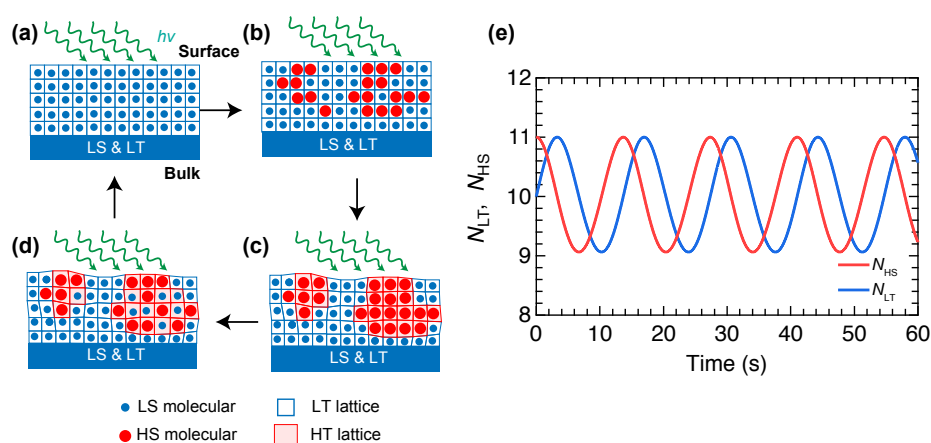 (a)
hν
Surface
(b)
LS & LT
LS & LT
Bulk
(d)
(c)
LS & LT
LS & LT
LS molecular
LT lattice
HS molecular
HT lattice
(e)
N_LT, N_HS
12
11
10
9
8
N_HS
N_LT
0 10 20 30 40 50 60
Time (s)